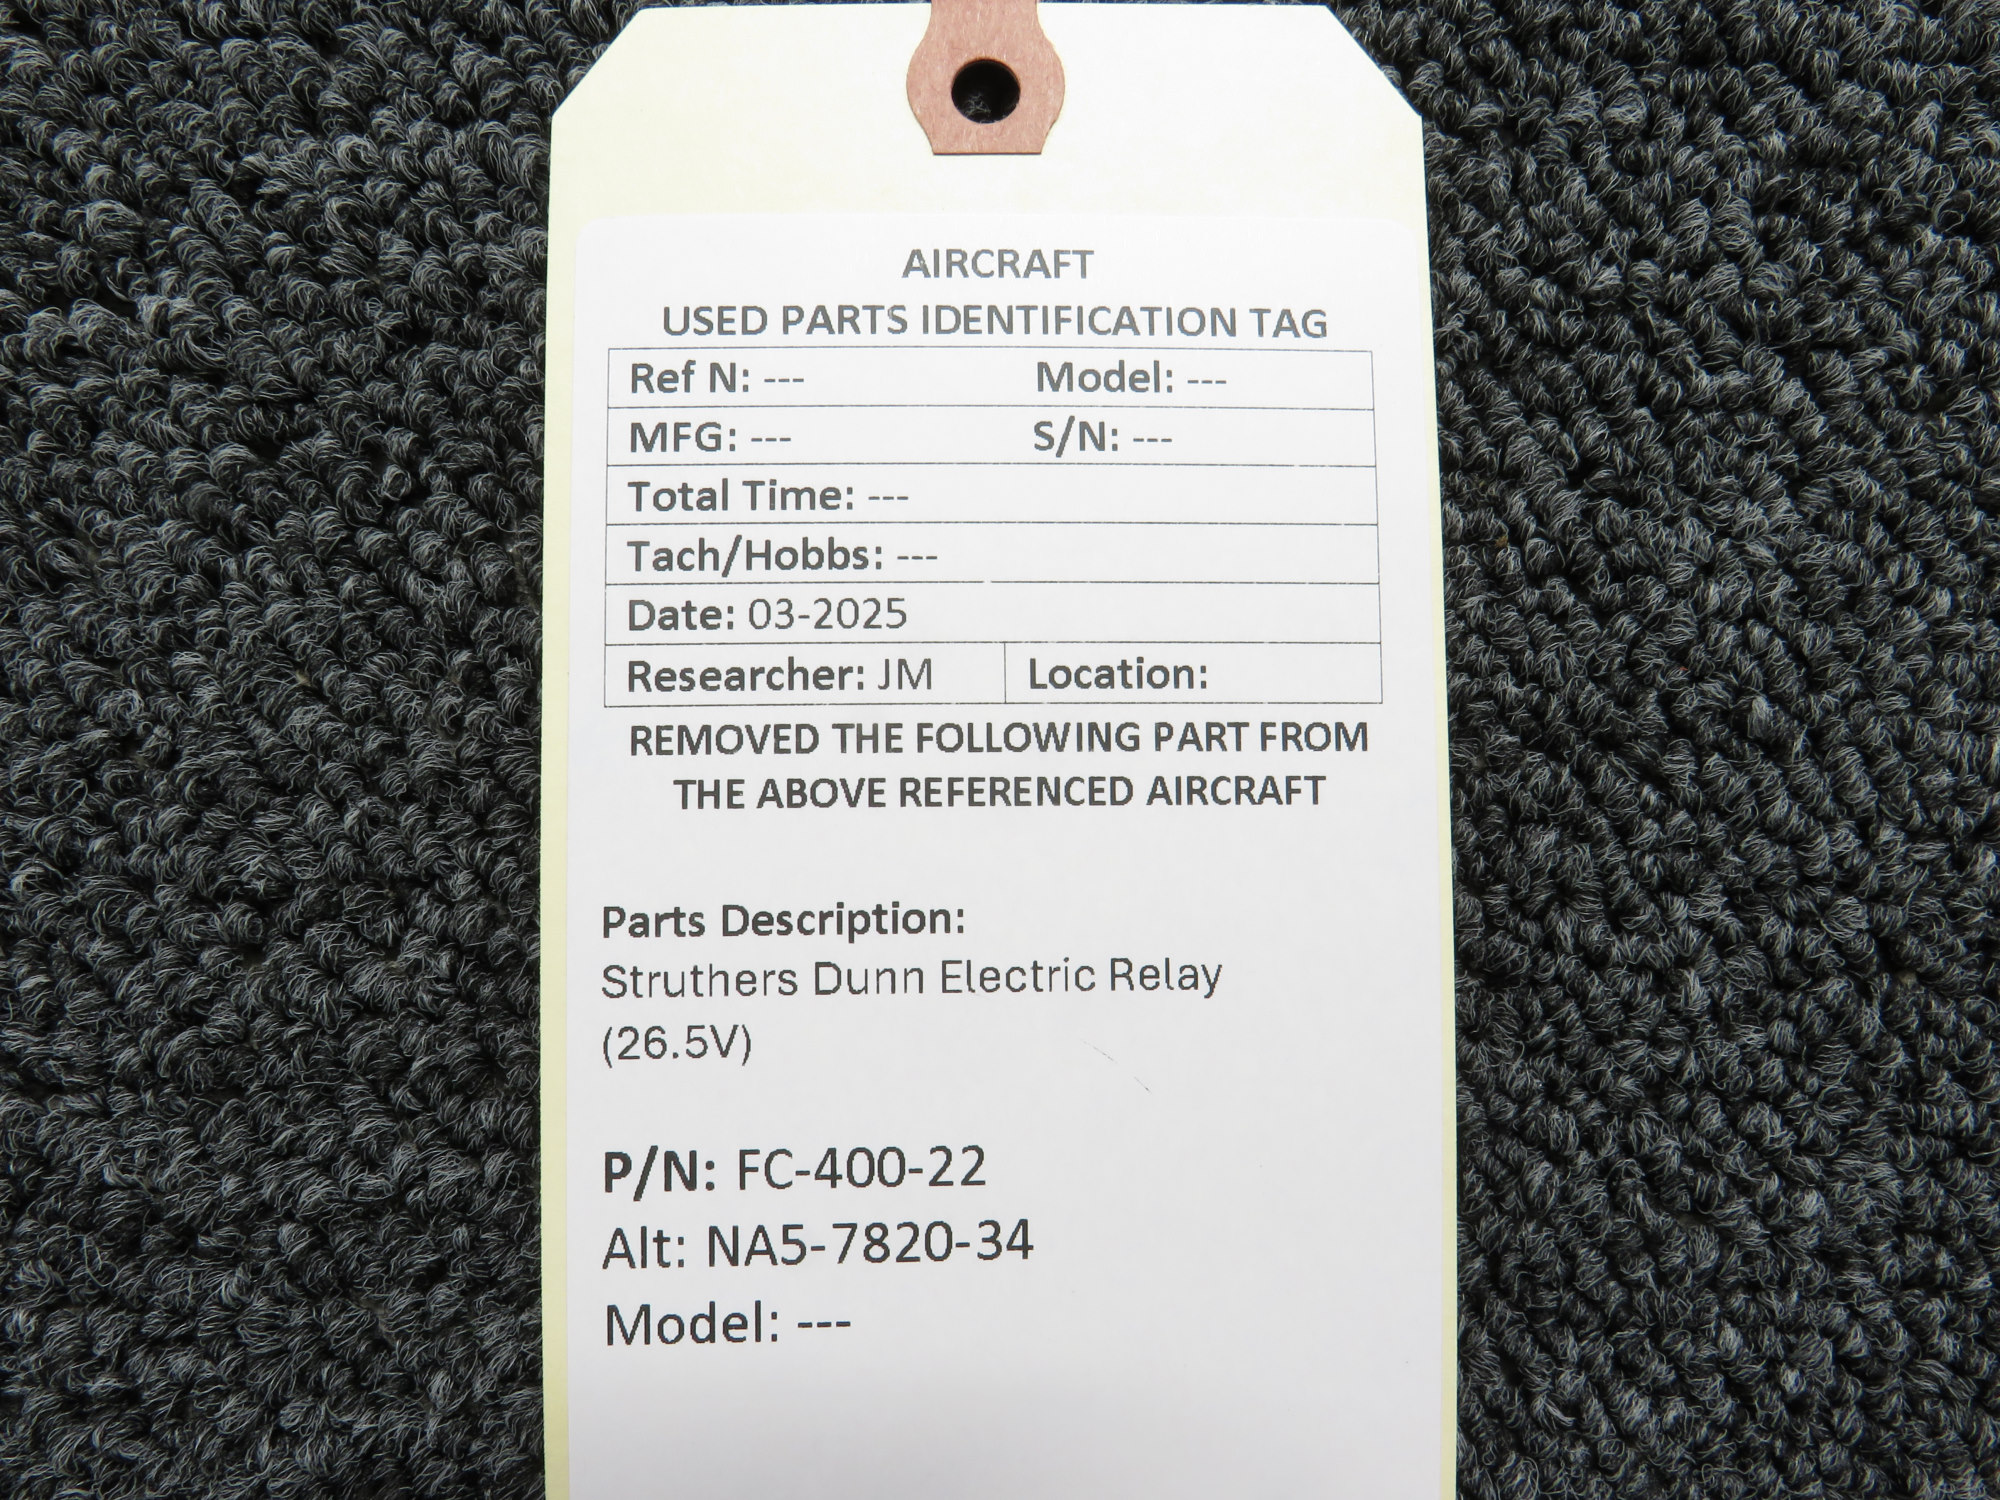 AIRCRAFT
USED PARTS IDENTIFICATION TAG
Ref N: --- Model: ---
MFG: --- S/N: ---
Total Time: ---
Tach/Hobbs: ---
Date: 03-2025
Researcher: JM Location:
REMOVED THE FOLLOWING PART FROM
THE ABOVE REFERENCED AIRCRAFT
Parts Description:
Struthers Dunn Electric Relay
(26.5V)
P/N: FC-400-22
Alt: NA5-7820-34
Model: ---